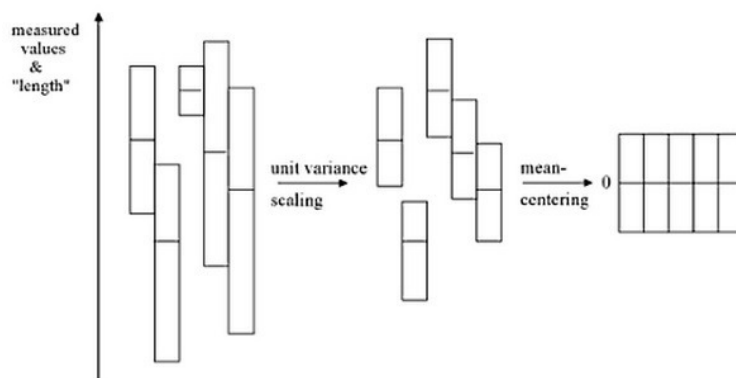 measured
values
&
"length"
unit variance
scaling
mean-
centering
0